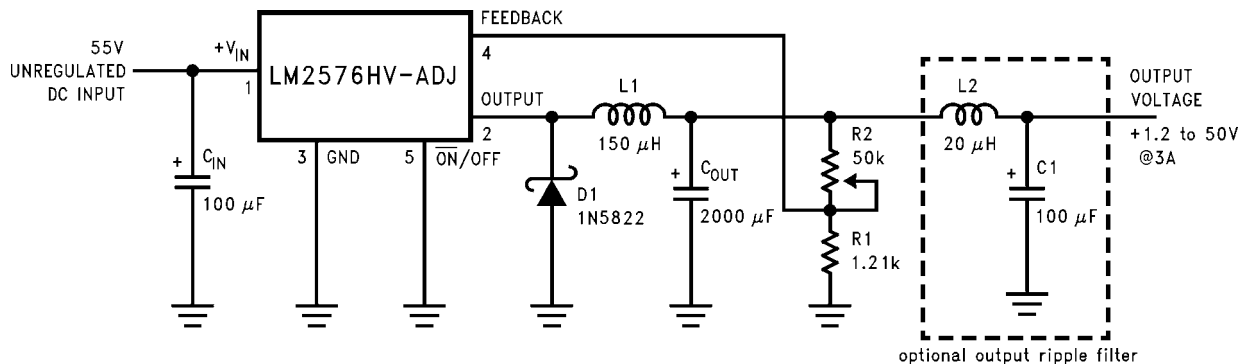 FEEDBACK
4
55V
UNREGULATED
DC INPUT
+VIN
1
LM2576HV-ADJ
OUTPUT
2
3 GND
5 ON/OFF
+
CIN
100 μF
D1
1N5822
L1
150 μH
+
COUT
2000 μF
R2
50k
R1
1.21k
L2
20 μH
+
C1
100 μF
OUTPUT
VOLTAGE
+1.2 to 50V
@3A
optional output ripple filter